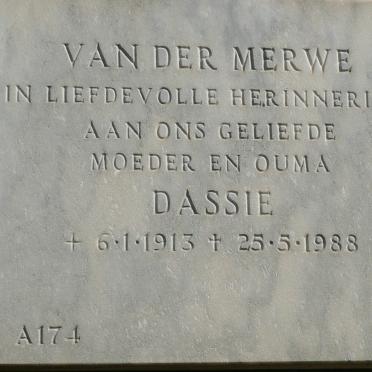 VAN DER MERWE
IN LIEFDEVOLLE HERINNERI
AAN ONS GELIEFDE
MOEDER EN OUMA
DASSIE
+ 6·1·1913 + 25·5·1988
A174